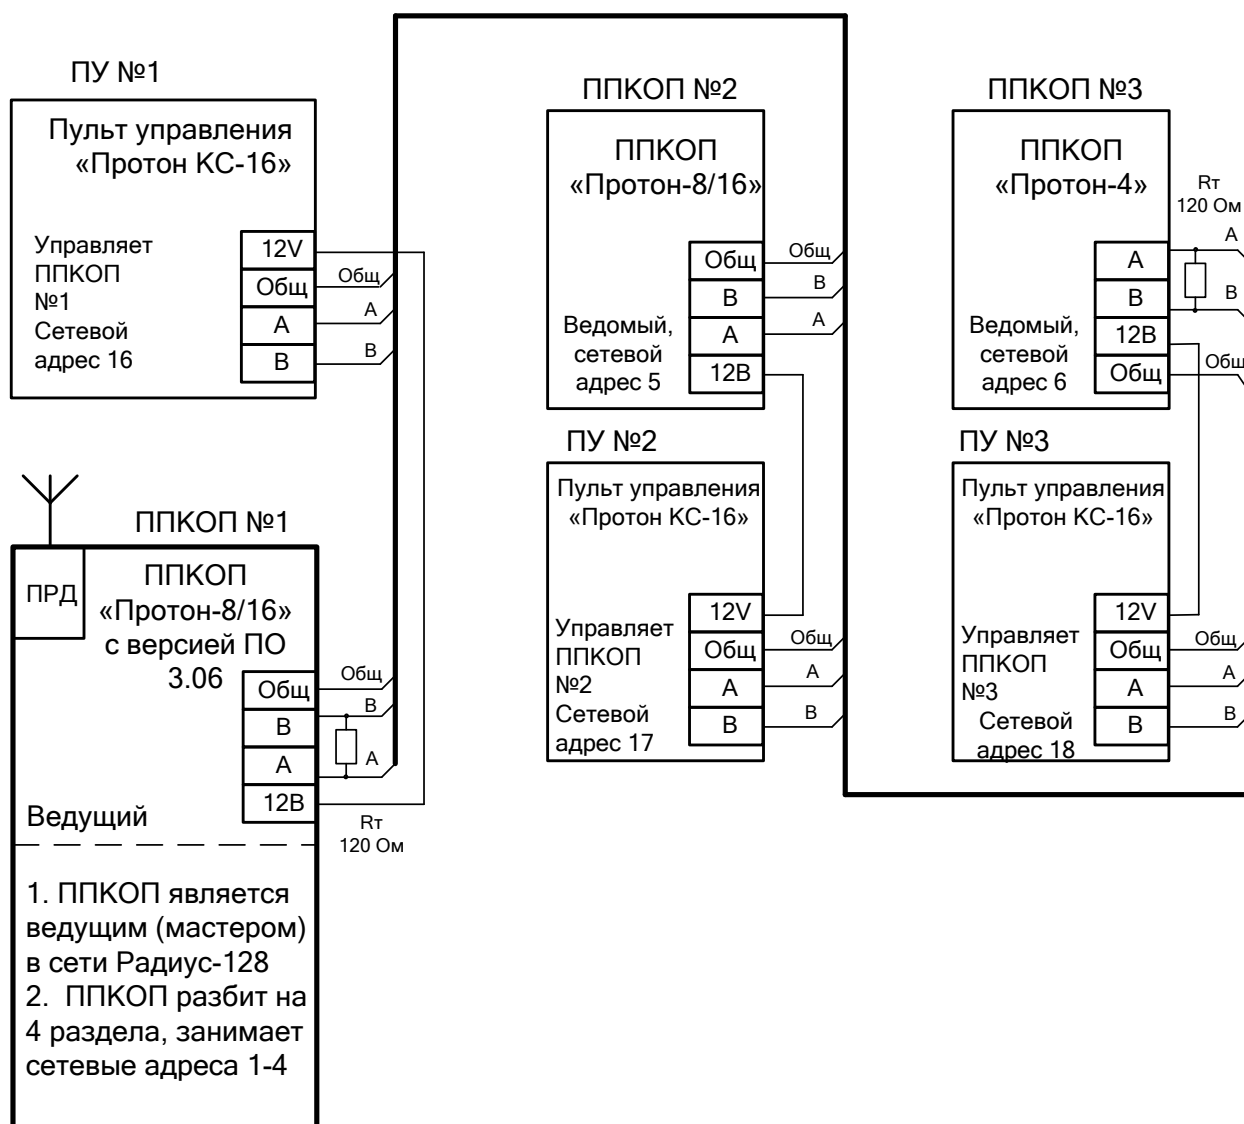 ПУ №1
Пульт управления
«Протон КС-16»
Управляет
ППКОП
№1
Сетевой
адрес 16
12V
Общ
А
В
Общ
А
В
ППКОП №1
ПРД
ППКОП
«Протон-8/16»
с версией ПО
3.06
Общ
В
А
12В
Общ
В
А
Rт
120 Ом
Ведущий
1. ППКОП является
ведущим (мастером)
в сети Радиус-128
2. ППКОП разбит на
4 раздела, занимает
сетевые адреса 1-4
ППКОП №2
ППКОП
«Протон-8/16»
Ведомый,
сетевой
адрес 5
Общ
В
А
12В
Общ
В
А
ПУ №2
Пульт управления
«Протон КС-16»
Управляет
ППКОП
№2
Сетевой
адрес 17
12V
Общ
А
В
Общ
А
В
ППКОП №3
ППКОП
«Протон-4»
Ведомый,
сетевой
адрес 6
А
В
12В
Общ
Rт
120 Ом
А
В
Общ
ПУ №3
Пульт управления
«Протон КС-16»
Управляет
ППКОП
№3
Сетевой
адрес 18
12V
Общ
А
В
Общ
А
В